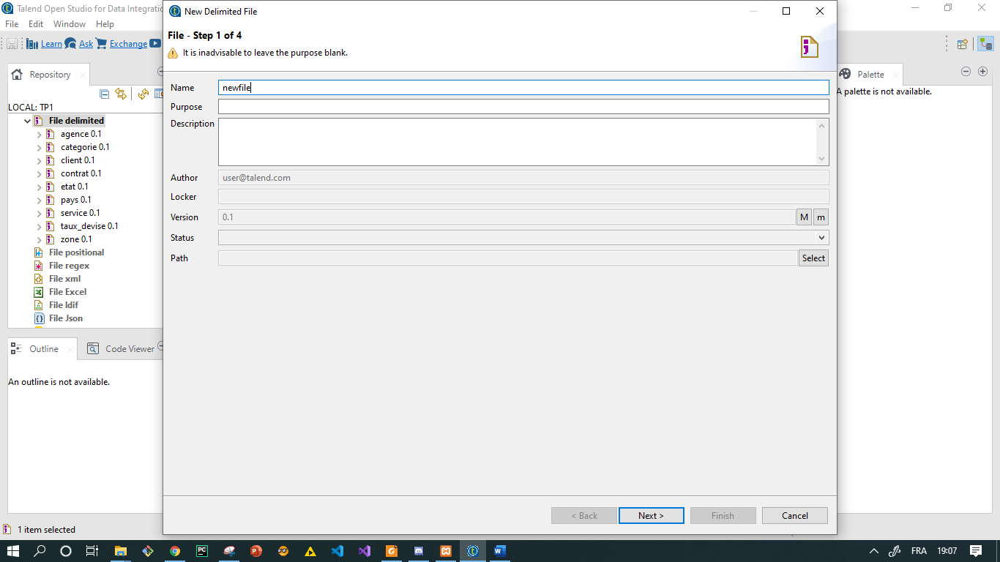 Talend Open Studio for Data Integratio
New Delimited File
File Edit Window Help
File - Step 1 of 4
It is inadvisable to leave the purpose blank.
Learn Ask Exchange
Repository
Palette
A palette is not available.
LOCAL: TP1
File delimited
agence 0.1
categorie 0.1
client 0.1
contrat 0.1
etat 0.1
pays 0.1
service 0.1
taux_devise 0.1
zone 0.1
File positional
File regex
File xml
File Excel
File ldif
File Json
Name newfile
Purpose
Description
Author user@talend.com
Locker
Version 0.1 M m
Status
Path Select
Outline Code Viewer
An outline is not available.
< Back Next > Finish Cancel
1 item selected
FRA 19:07